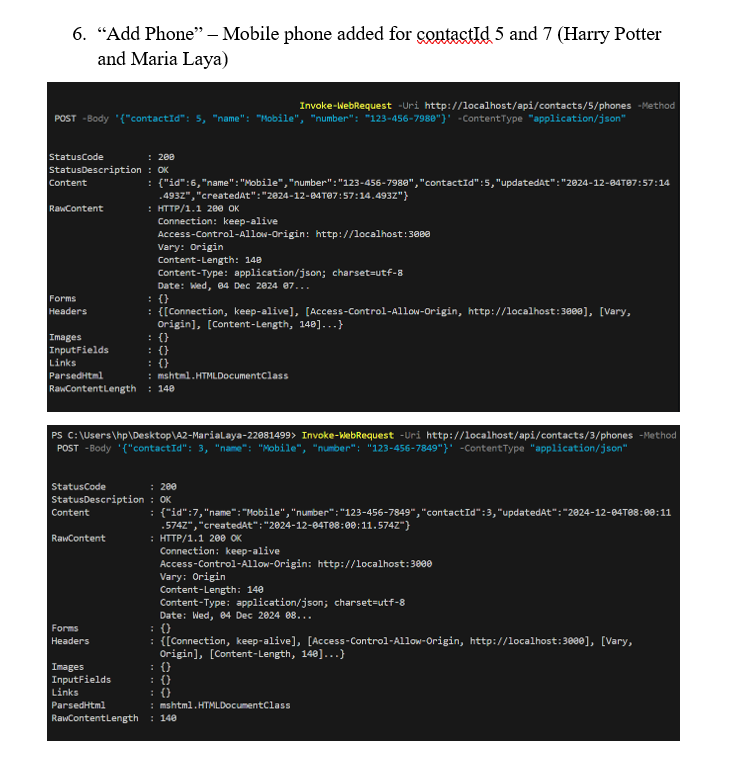 6. “Add Phone” – Mobile phone added for contactId 5 and 7 (Harry Potter
and Maria Laya)
Invoke-WebRequest -Uri http://localhost/api/contacts/5/phones -Method
POST -Body '{"contactId": 5, "name": "Mobile", "number": "123-456-7980"}' -ContentType "application/json"
StatusCode : 200
StatusDescription : OK
Content : {"id":6,"name":"Mobile","number":"123-456-7980","contactId":5,"updatedAt":"2024-12-04T07:57:14
.493Z","createdAt":"2024-12-04T07:57:14.493Z"}
RawContent : HTTP/1.1 200 OK
Connection: keep-alive
Access-Control-Allow-Origin: http://localhost:3000
Vary: Origin
Content-Length: 140
Content-Type: application/json; charset=utf-8
Date: Wed, 04 Dec 2024 07...
Forms : {}
Headers : {[Connection, keep-alive], [Access-Control-Allow-Origin, http://localhost:3000], [Vary,
Origin], [Content-Length, 140]...}
Images : {}
InputFields : {}
Links : {}
ParsedHtml : mshtml.HTMLDocumentClass
RawContentLength : 140
PS C:\Users\hp\Desktop\A2-MariaLaya-22081499> Invoke-WebRequest -Uri http://localhost/api/contacts/3/phones -Method
POST -Body '{"contactId": 3, "name": "Mobile", "number": "123-456-7849"}' -ContentType "application/json"
StatusCode : 200
StatusDescription : OK
Content : {"id":7,"name":"Mobile","number":"123-456-7849","contactId":3,"updatedAt":"2024-12-04T08:00:11
.574Z","createdAt":"2024-12-04T08:00:11.574Z"}
RawContent : HTTP/1.1 200 OK
Connection: keep-alive
Access-Control-Allow-Origin: http://localhost:3000
Vary: Origin
Content-Length: 140
Content-Type: application/json; charset=utf-8
Date: Wed, 04 Dec 2024 08...
Forms : {}
Headers : {[Connection, keep-alive], [Access-Control-Allow-Origin, http://localhost:3000], [Vary,
Origin], [Content-Length, 140]...}
Images : {}
InputFields : {}
Links : {}
ParsedHtml : mshtml.HTMLDocumentClass
RawContentLength : 140